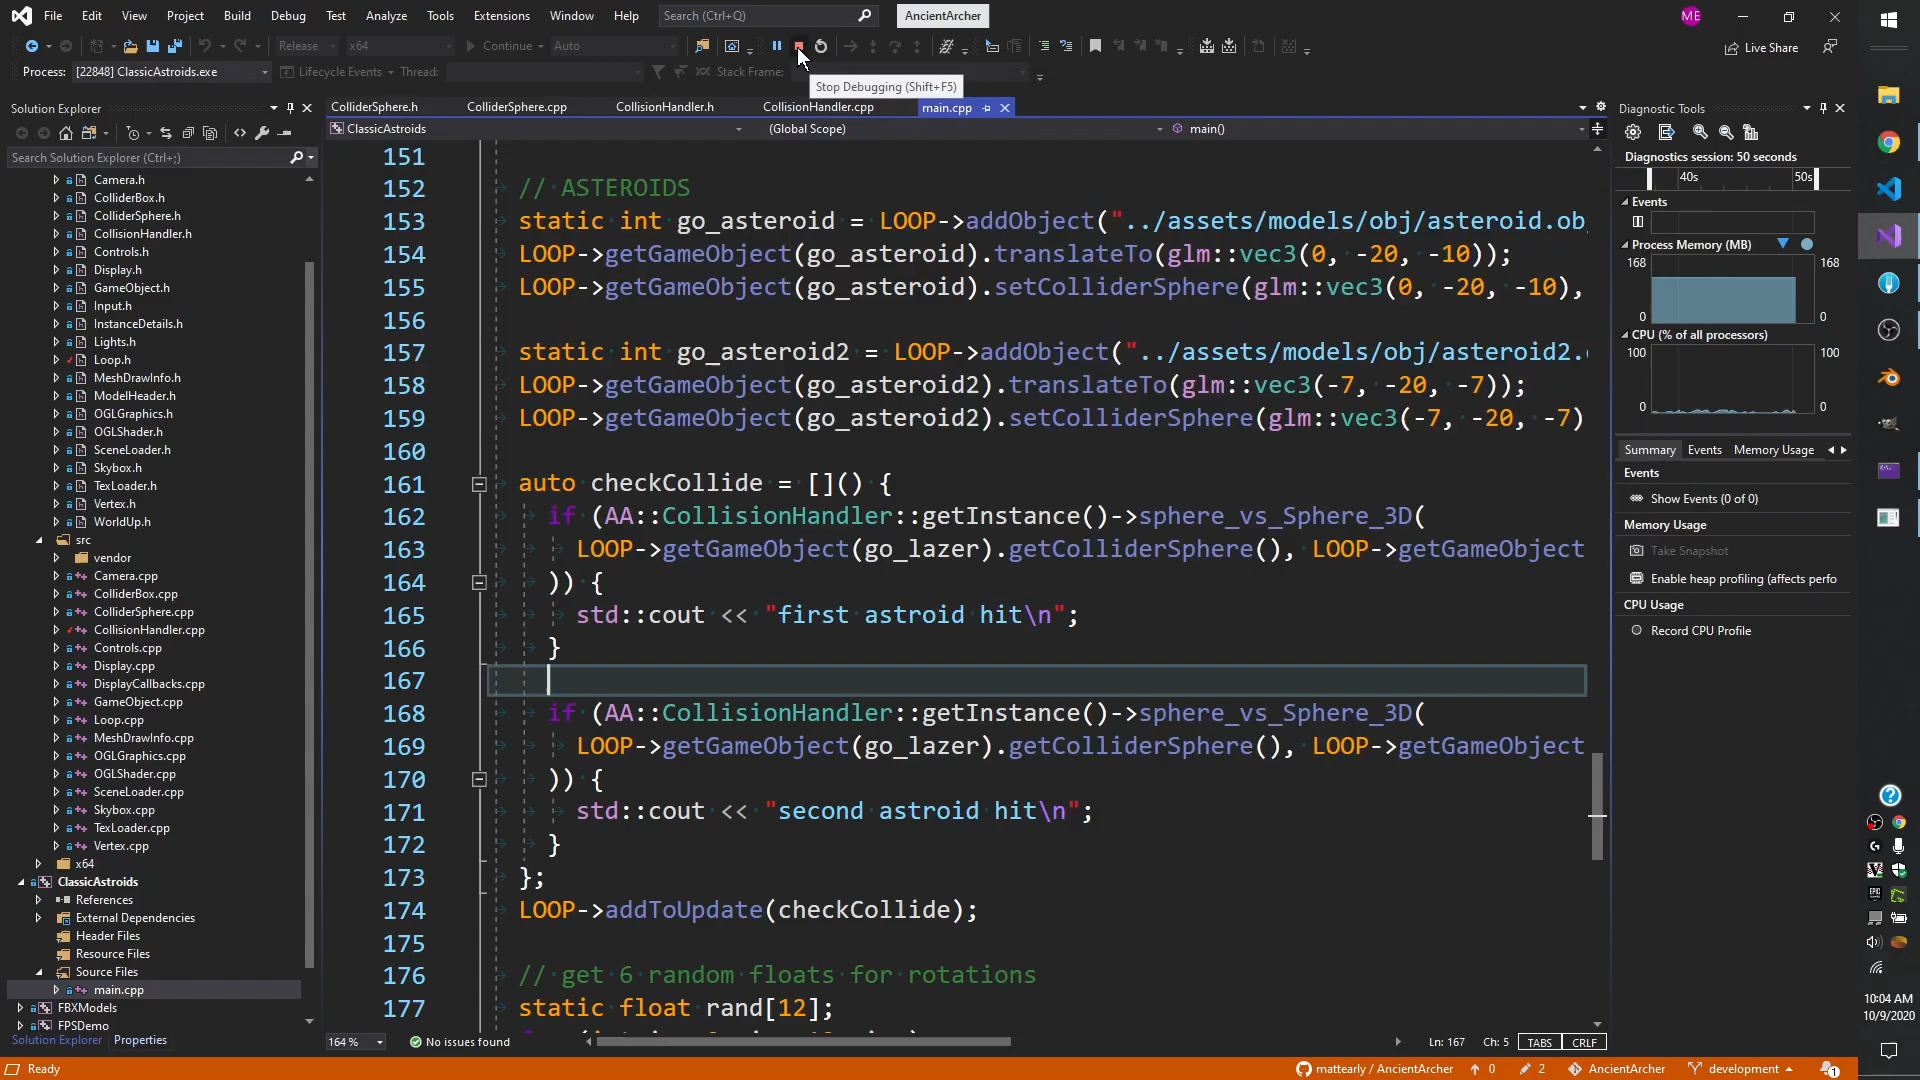 File Edit View Project Build Debug Test Analyze Tools Extensions Window Help Search (Ctrl+Q) AncientArcher ME
Release x64 Continue Auto Live Share
Process: [22848] ClassicAstroids.exe Lifecycle Events Thread: Stack Frame:
Stop Debugging (Shift+F5)
Solution Explorer
Search Solution Explorer (Ctrl+;)
Camera.h
ColliderBox.h
ColliderSphere.h
CollisionHandler.h
Controls.h
Display.h
GameObject.h
Input.h
InstanceDetails.h
Lights.h
Loop.h
MeshDrawInfo.h
ModelHeader.h
OGLGraphics.h
OGLShader.h
SceneLoader.h
Skybox.h
TexLoader.h
Vertex.h
WorldUp.h
src
vendor
Camera.cpp
ColliderBox.cpp
ColliderSphere.cpp
CollisionHandler.cpp
Controls.cpp
Display.cpp
DisplayCallbacks.cpp
GameObject.cpp
Loop.cpp
MeshDrawInfo.cpp
OGLGraphics.cpp
OGLShader.cpp
SceneLoader.cpp
Skybox.cpp
TexLoader.cpp
Vertex.cpp
x64
ClassicAstroids
References
External Dependencies
Header Files
Resource Files
Source Files
main.cpp
FBXModels
FPSDemo
Solution Explorer Properties
ColliderSphere.h ColliderSphere.cpp CollisionHandler.h CollisionHandler.cpp main.cpp
ClassicAstroids (Global Scope) main()
151
152 // ASTEROIDS
153 static int go_asteroid = LOOP->addObject("../assets/models/obj/asteroid.ob
154 LOOP->getGameObject(go_asteroid).translateTo(glm::vec3(0, -20, -10));
155 LOOP->getGameObject(go_asteroid).setColliderSphere(glm::vec3(0, -20, -10),
156
157 static int go_asteroid2 = LOOP->addObject("../assets/models/obj/asteroid2.
158 LOOP->getGameObject(go_asteroid2).translateTo(glm::vec3(-7, -20, -7));
159 LOOP->getGameObject(go_asteroid2).setColliderSphere(glm::vec3(-7, -20, -7)
160
161 auto checkCollide = []() {
162 if (AA::CollisionHandler::getInstance()->sphere_vs_Sphere_3D(
163 LOOP->getGameObject(go_lazer).getColliderSphere(), LOOP->getGameObject
164 )) {
165 std::cout << "first astroid hit\n";
166 }
167
168 if (AA::CollisionHandler::getInstance()->sphere_vs_Sphere_3D(
169 LOOP->getGameObject(go_lazer).getColliderSphere(), LOOP->getGameObject
170 )) {
171 std::cout << "second astroid hit\n";
172 }
173 };
174 LOOP->addToUpdate(checkCollide);
175
176 // get 6 random floats for rotations
177 static float rand[12];
164 % No issues found Ln: 167 Ch: 5 TABS CRLF
Diagnostic Tools
Diagnostics session: 50 seconds
40s 50s
Events
Process Memory (MB)
168 168
0 0
CPU (% of all processors)
100 100
0 0
Summary Events Memory Usage
Events
Show Events (0 of 0)
Memory Usage
Take Snapshot
Enable heap profiling (affects perfo
CPU Usage
Record CPU Profile
10:04 AM
10/9/2020
Ready mattearly / AncientArcher 0 2 AncientArcher development 1